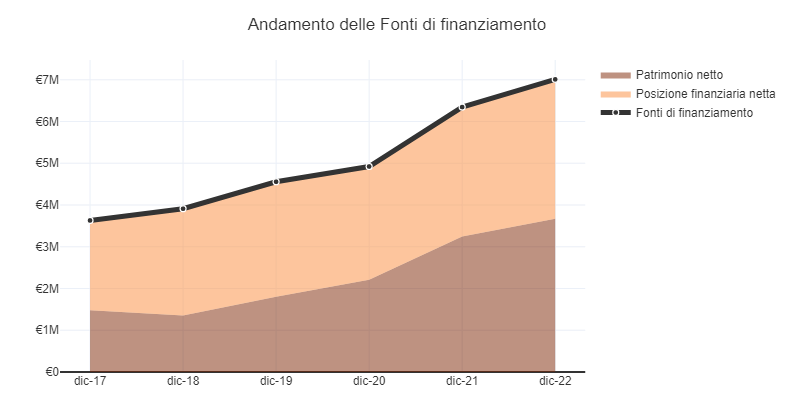 Andamento delle Fonti di finanziamento
€7M
€6M
€5M
€4M
€3M
€2M
€1M
€0
dic-17
dic-18
dic-19
dic-20
dic-21
dic-22
Patrimonio netto
Posizione finanziaria netta
Fonti di finanziamento